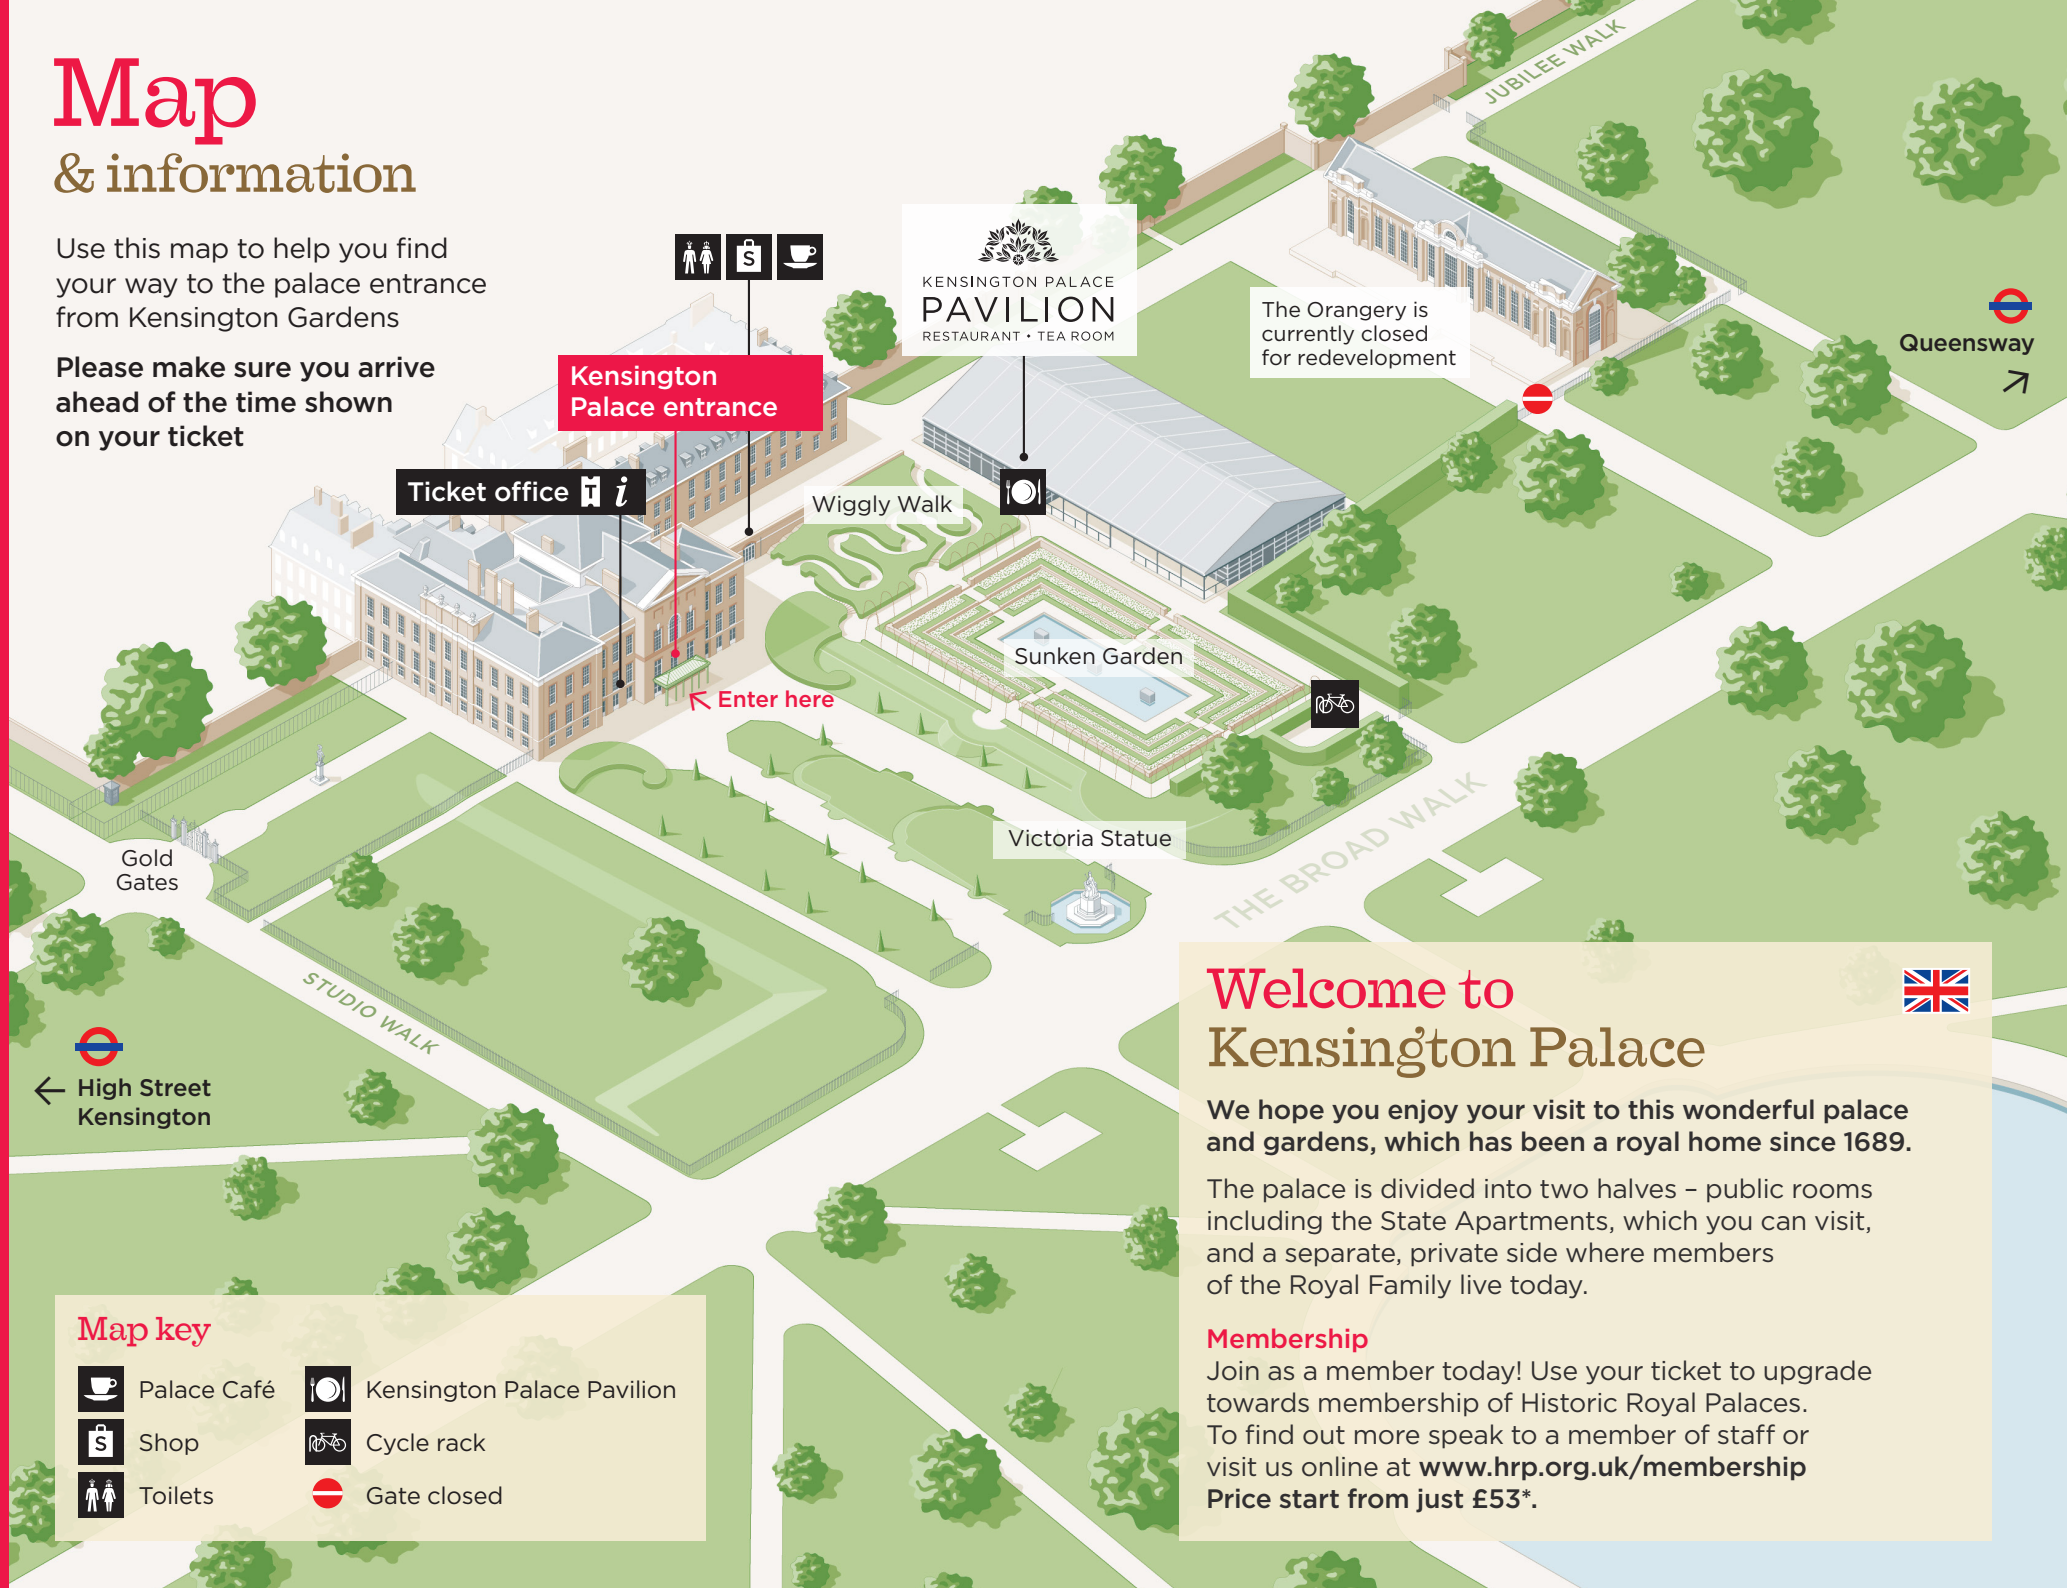 Map
& information
Use this map to help you find
your way to the palace entrance
from Kensington Gardens
Please make sure you arrive
ahead of the time shown
on your ticket
JUBILEE WALK
KENSINGTON PALACE
PAVILION
RESTAURANT • TEA ROOM
S
The Orangery is
currently closed
for redevelopment
Queensway
Kensington
Palace entrance
Ticket office T i
Wiggly Walk
Sunken Garden
Enter here
Victoria Statue
THE BROAD WALK
Gold
Gates
STUDIO WALK
High Street
Kensington
Welcome to
Kensington Palace
We hope you enjoy your visit to this wonderful palace
and gardens, which has been a royal home since 1689.
The palace is divided into two halves – public rooms
including the State Apartments, which you can visit,
and a separate, private side where members
of the Royal Family live today.
Membership
Join as a member today! Use your ticket to upgrade
towards membership of Historic Royal Palaces.
To find out more speak to a member of staff or
visit us online at www.hrp.org.uk/membership
Price start from just £53*.
Map key
Palace Café
Kensington Palace Pavilion
S
Shop
Cycle rack
Toilets
Gate closed